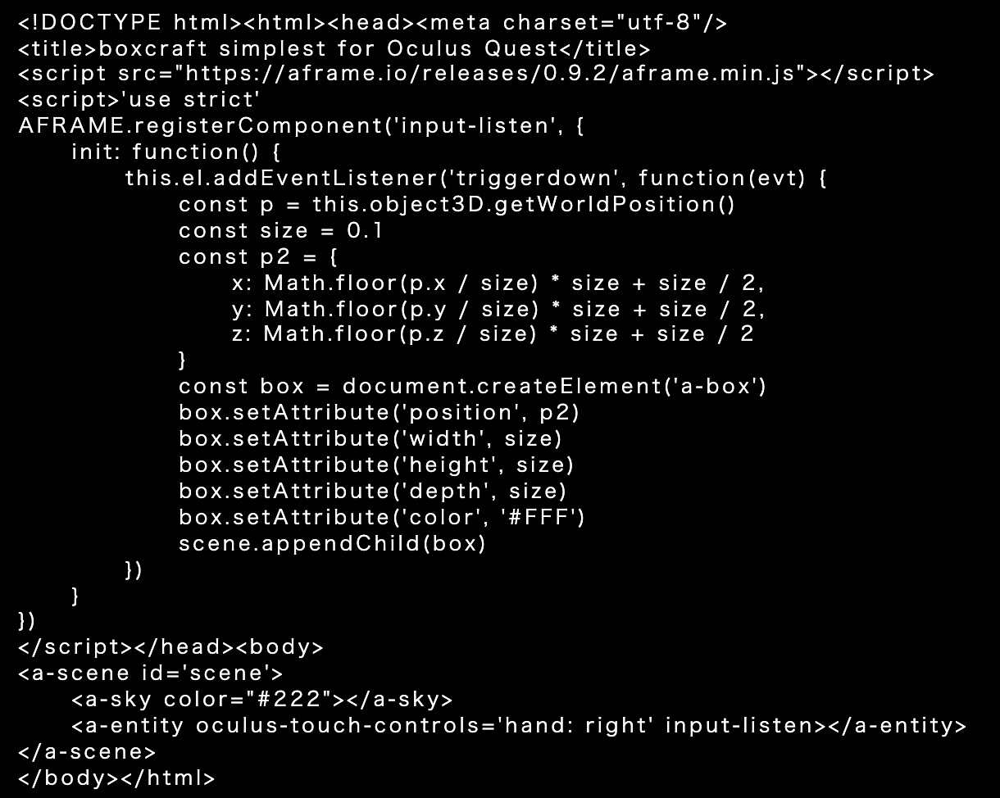 <!DOCTYPE html><html><head><meta charset="utf-8"/>
<title>boxcraft simplest for Oculus Quest</title>
<script src="https://aframe.io/releases/0.9.2/aframe.min.js"></script>
<script>'use strict'
AFRAME.registerComponent('input-listen', {
    init: function() {
        this.el.addEventListener('triggerdown', function(evt) {
            const p = this.object3D.getWorldPosition()
            const size = 0.1
            const p2 = {
                x: Math.floor(p.x / size) * size + size / 2,
                y: Math.floor(p.y / size) * size + size / 2,
                z: Math.floor(p.z / size) * size + size / 2
            }
            const box = document.createElement('a-box')
            box.setAttribute('position', p2)
            box.setAttribute('width', size)
            box.setAttribute('height', size)
            box.setAttribute('depth', size)
            box.setAttribute('color', '#FFF')
            scene.appendChild(box)
        })
    }
})
</script></head><body>
<a-scene id='scene'>
    <a-sky color="#222"></a-sky>
    <a-entity oculus-touch-controls='hand: right' input-listen></a-entity>
</a-scene>
</body></html>